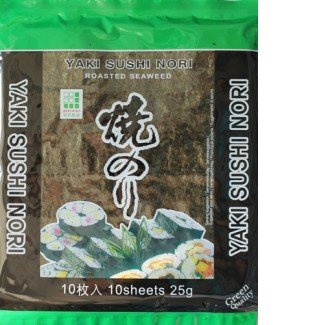 YAKI SUSHI NORI
ROASTED SEAWEED
焼のり
YAKI SUSHI NORI
YAKI SUSHI NORI
10枚入 10sheets 25g
Green Quality